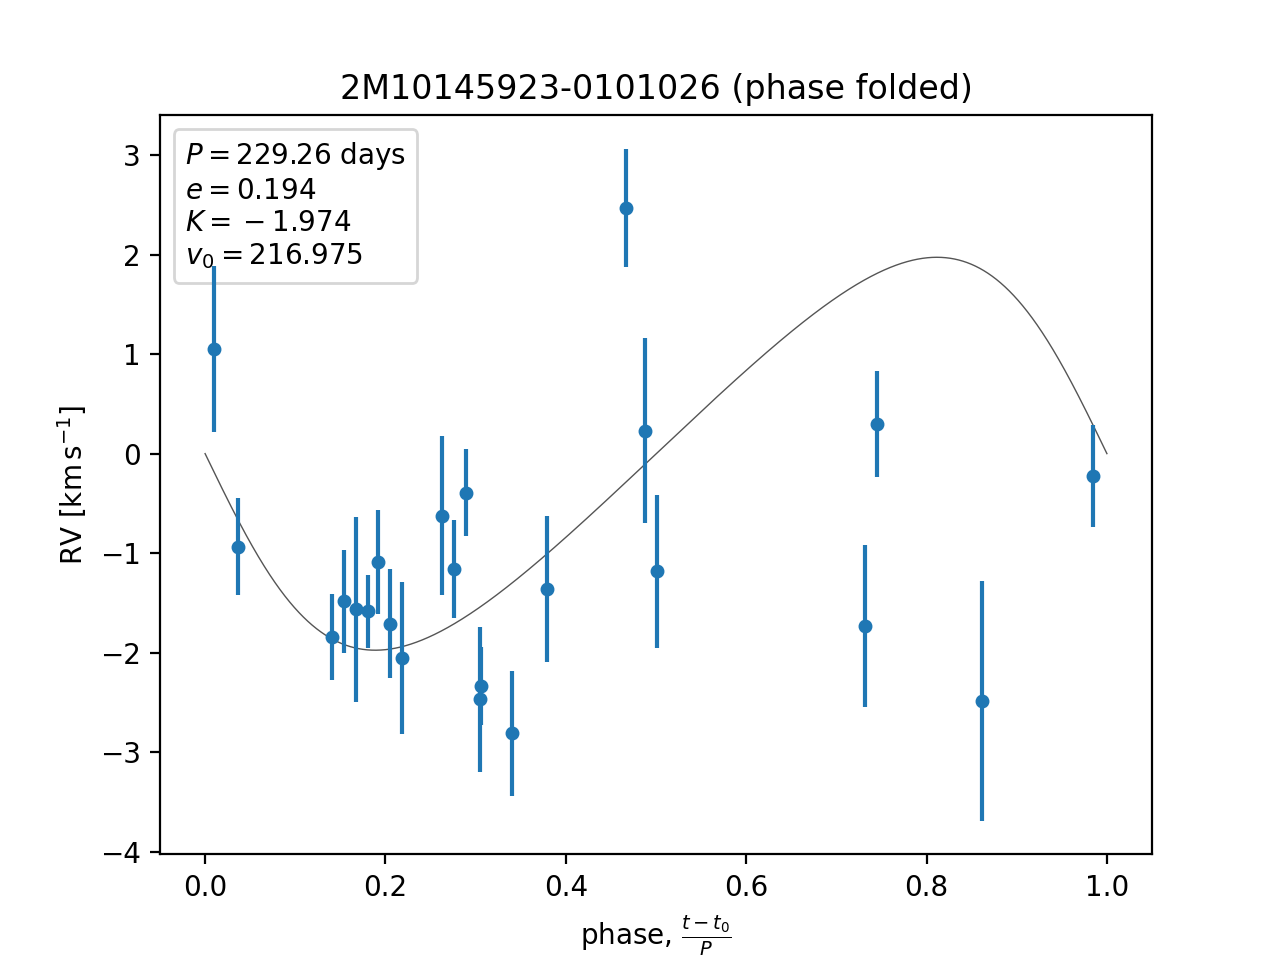 2M10145923-0101026 (phase folded)
P = 229.26 days
e = 0.194
K = −1.974
v₀ = 216.975
3
2
1
0
−1
−2
−3
−4
RV [km s⁻¹]
0.0 0.2 0.4 0.6 0.8 1.0
phase, (t − t₀)/P